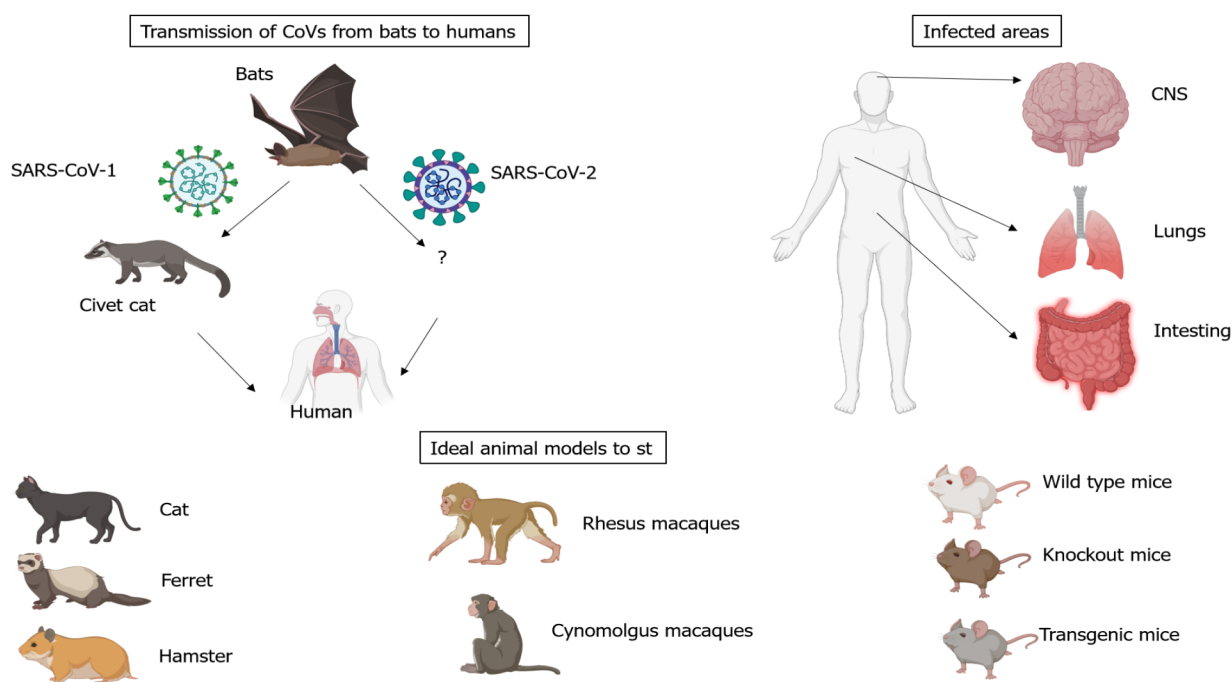 Transmission of CoVs from bats to humans
Bats
SARS-CoV-1
SARS-CoV-2
?
Civet cat
Human
Infected areas
CNS
Lungs
Intesting
Ideal animal models to st
Cat
Ferret
Hamster
Rhesus macaques
Cynomolgus macaques
Wild type mice
Knockout mice
Transgenic mice